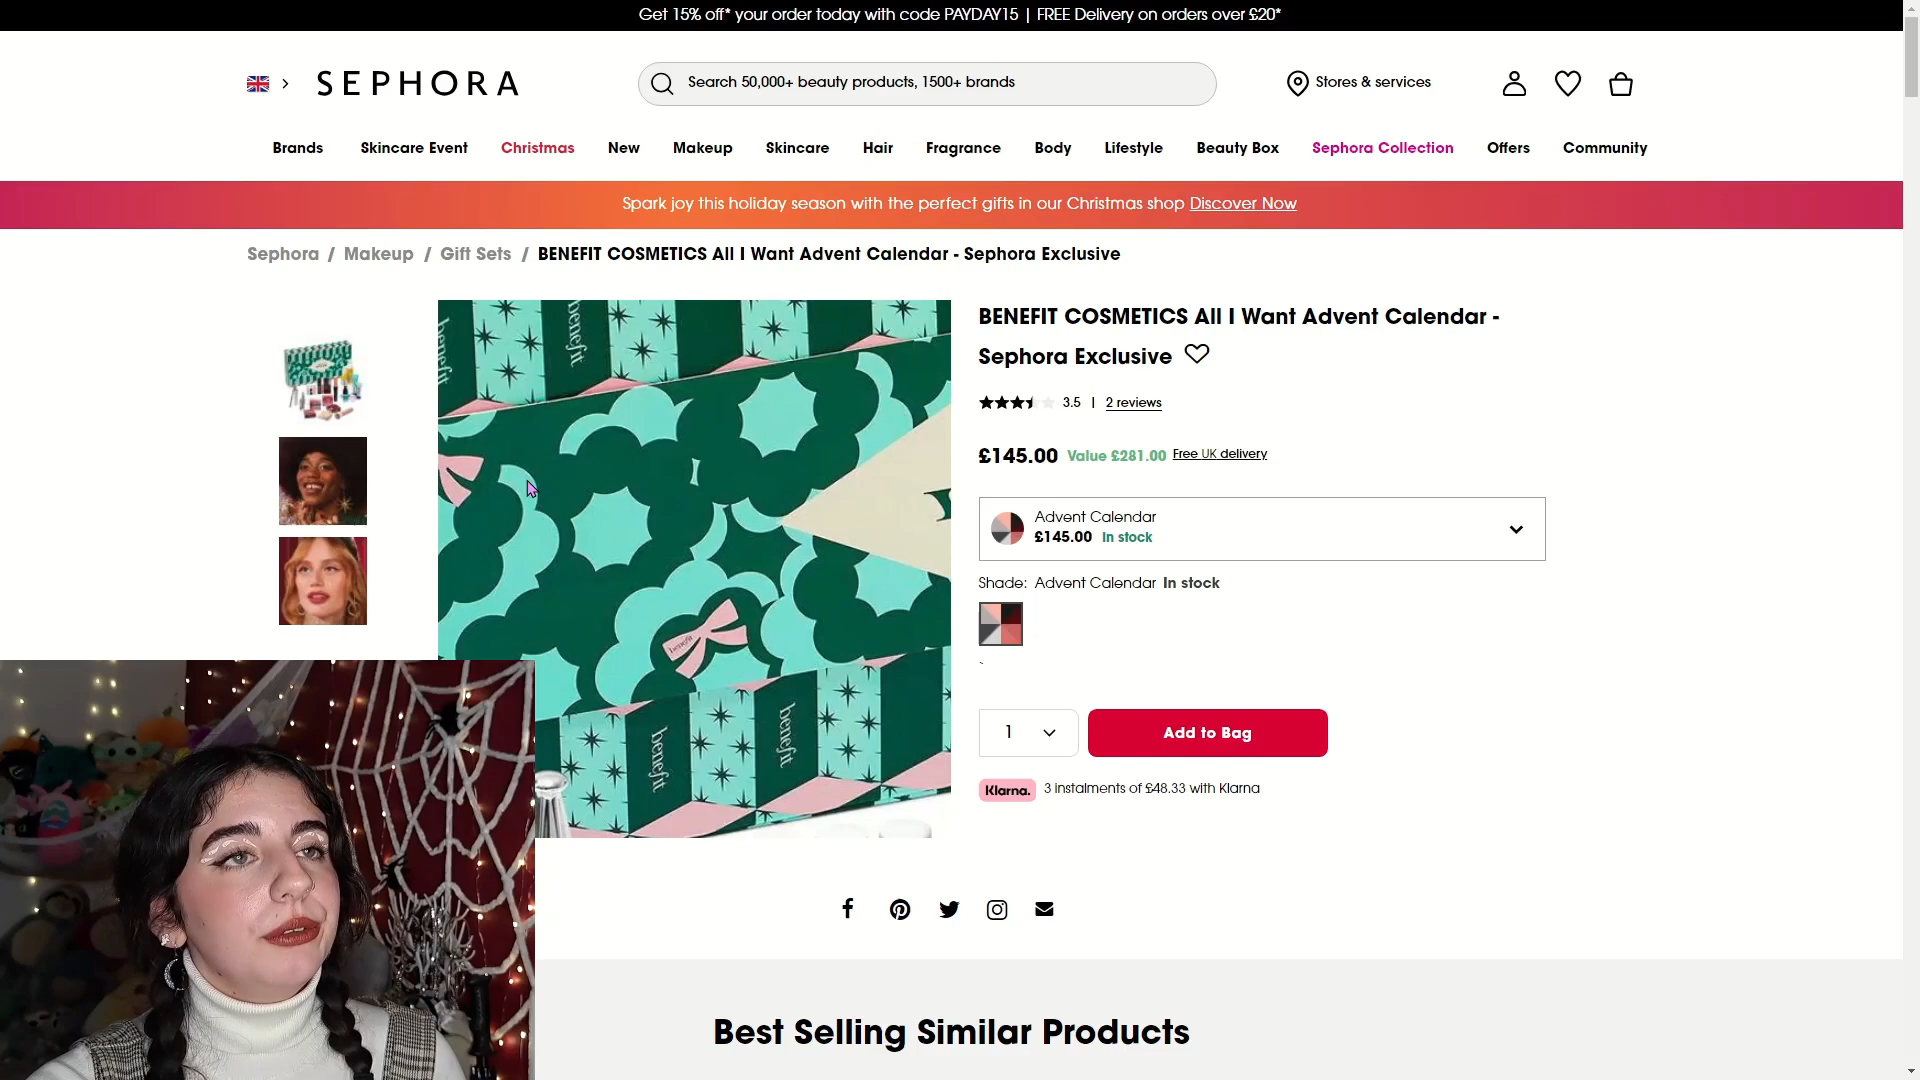 Get 15% off* your order today with code PAYDAY15 | FREE Delivery on orders over £20*
SEPHORA
Search 50,000+ beauty products, 1500+ brands
Stores & services
Brands Skincare Event Christmas New Makeup Skincare Hair Fragrance Body Lifestyle Beauty Box Sephora Collection Offers Community
Spark joy this holiday season with the perfect gifts in our Christmas shop Discover Now
Sephora / Makeup / Gift Sets / BENEFIT COSMETICS All I Want Advent Calendar - Sephora Exclusive
benefit
benefit
benefit
benefit
benefit
BENEFIT COSMETICS All I Want Advent Calendar -
Sephora Exclusive
3.5 | 2 reviews
£145.00 Value £281.00 Free UK delivery
Advent Calendar
£145.00 In stock
Shade: Advent Calendar In stock
1
Add to Bag
Klarna. 3 instalments of £48.33 with Klarna
Best Selling Similar Products